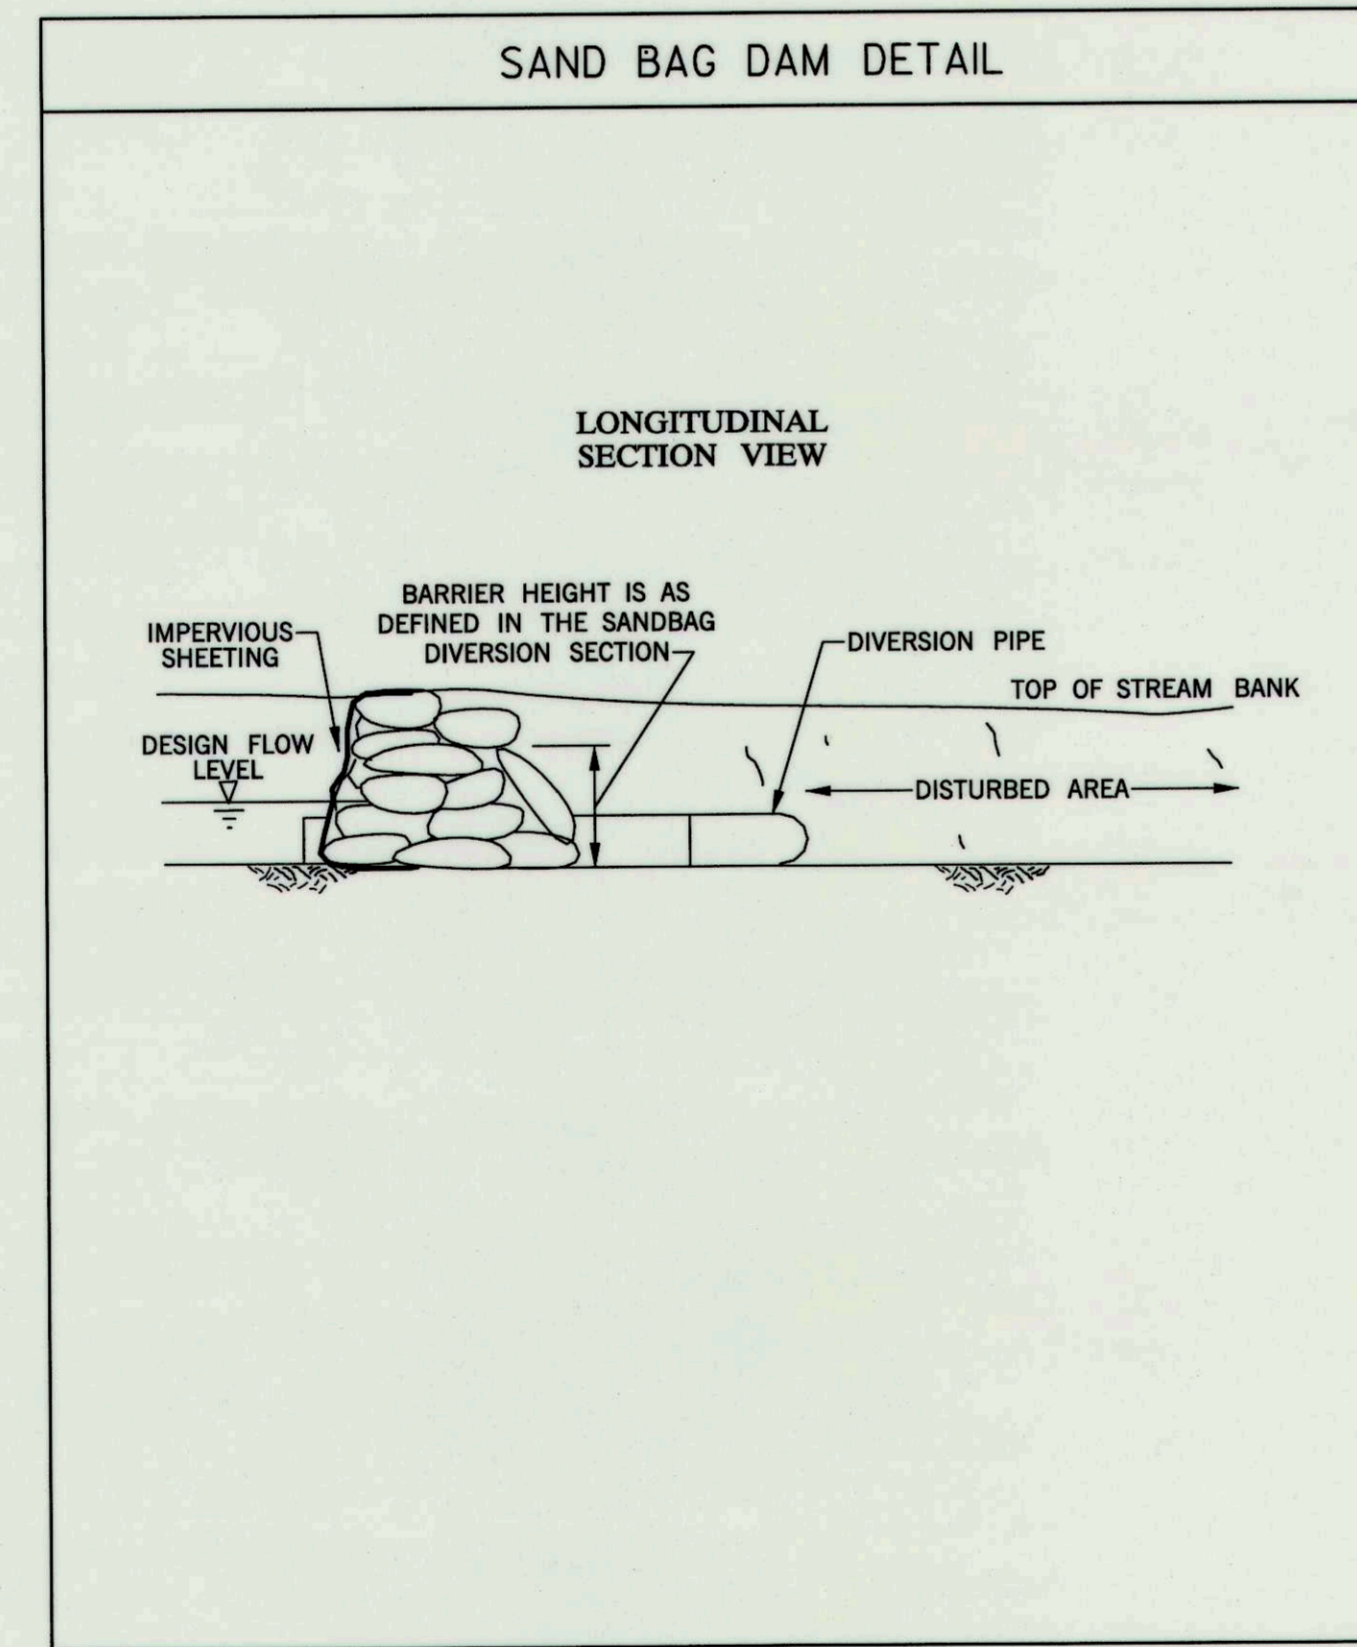 SAND BAG DAM DETAIL
LONGITUDINAL
SECTION VIEW
BARRIER HEIGHT IS AS
DEFINED IN THE SANDBAG
DIVERSION SECTION
IMPERVIOUS
SHEETING
DIVERSION PIPE
TOP OF STREAM BANK
DESIGN FLOW
LEVEL
DISTURBED AREA